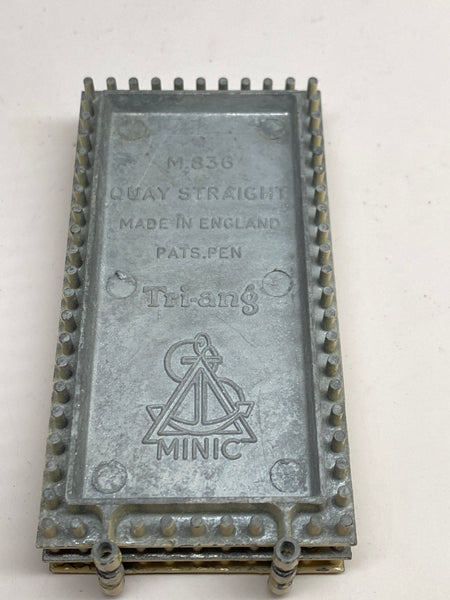 M.836
QUAY STRAIGHT
MADE IN ENGLAND
PATS.PEN
Tri-ang
MINIC